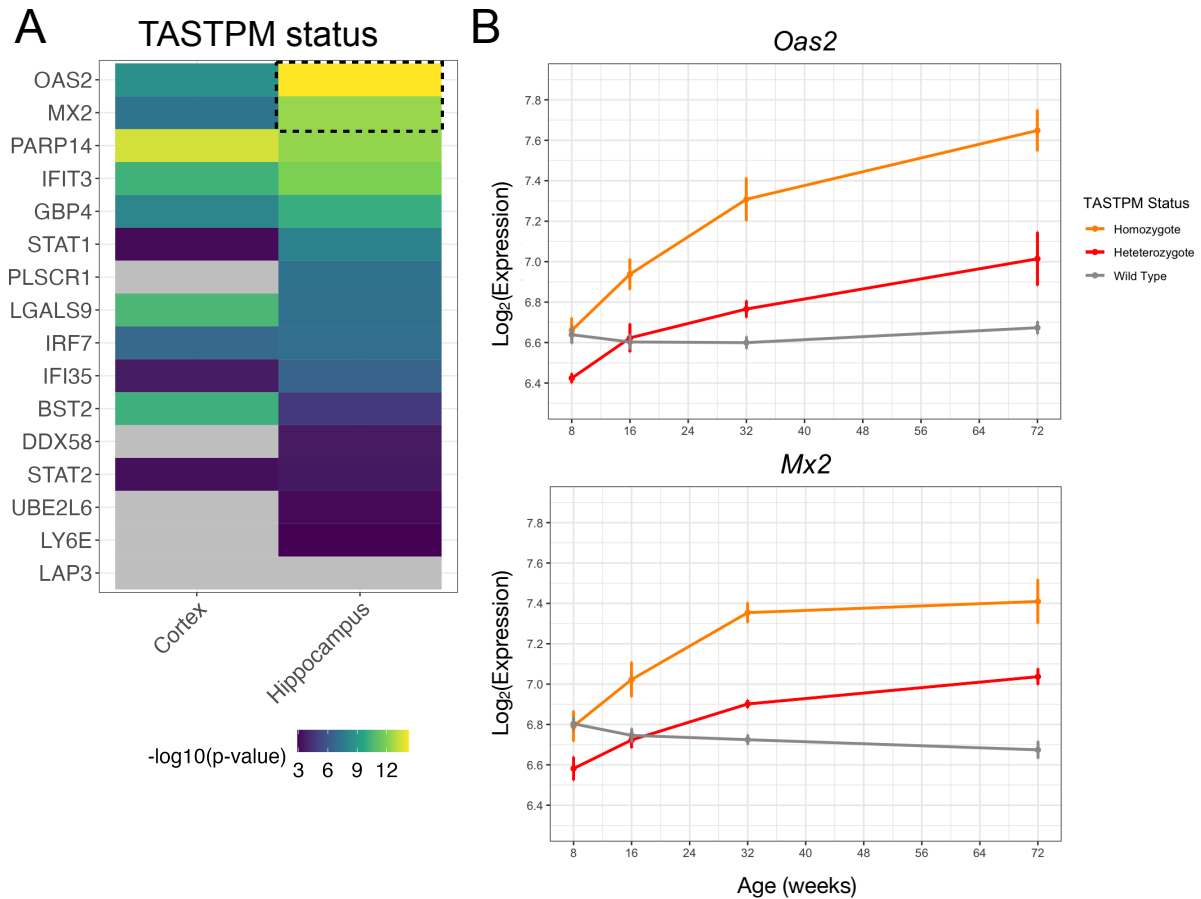 A
TASTPM status
OAS2
MX2
PARP14
IFIT3
GBP4
STAT1
PLSCR1
LGALS9
IRF7
IFI35
BST2
DDX58
STAT2
UBE2L6
LY6E
LAP3
Cortex
Hippocampus
-log10(p-value)
3 6 9 12
B
Oas2
Log₂(Expression)
7.8
7.6
7.4
7.2
7.0
6.8
6.6
6.4
8 16 24 32 40 48 56 64 72
TASTPM Status
Homozygote
Heteterozygote
Wild Type
Mx2
Log₂(Expression)
7.8
7.6
7.4
7.2
7.0
6.8
6.6
6.4
8 16 24 32 40 48 56 64 72
Age (weeks)